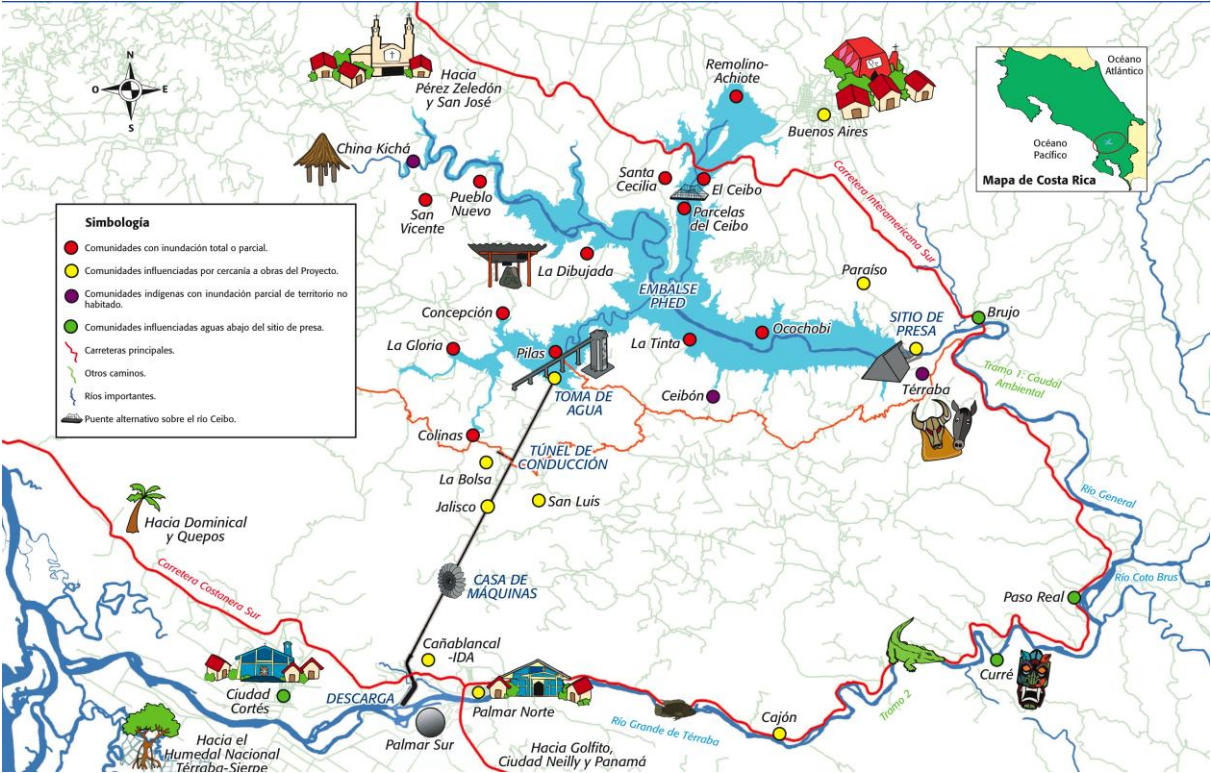 N
O
E
S
Hacia
Pérez Zeledón
y San José
Remolino-
Achiote
Buenos Aires
Océano
Atlántico
Océano
Pacífico
Mapa de Costa Rica
China Kichá
Pueblo
Nuevo
San
Vicente
Santa
Cecilia
El Ceibo
Parcelas
del Ceibo
Carretera Interamericana Sur
Simbología
Comunidades con inundación total o parcial.
Comunidades influenciadas por cercanía a obras del Proyecto.
Comunidades indígenas con inundación parcial de territorio no
habitado.
Comunidades influenciadas aguas abajo del sitio de presa.
Carreteras principales.
Otros caminos.
Ríos importantes.
Puente alternativo sobre el río Ceibo.
La Dibujada
EMBALSE
PHED
Paraíso
Concepción
La Gloria
Pilas
La Tinta
Ocochobi
SITIO DE
PRESA
Brujo
Térraba
Tramo 1- Caudal
Ambiental
TOMA DE
AGUA
Ceibón
Colinas
TÚNEL DE
CONDUCCIÓN
La Bolsa
Jalisco
San Luis
Río General
Hacia Dominical
y Quepos
Carretera Costanera Sur
CASA DE
MÁQUINAS
Río Coto Brus
Paso Real
Cañablancal
-IDA
Curré
Ciudad
Cortés
DESCARGA
Palmar Norte
Tramo 2
Río Grande de Térraba
Cajón
Palmar Sur
Hacia el
Humedal Nacional
Térraba-Sierpe
Hacia Golfito,
Ciudad Neilly y Panamá